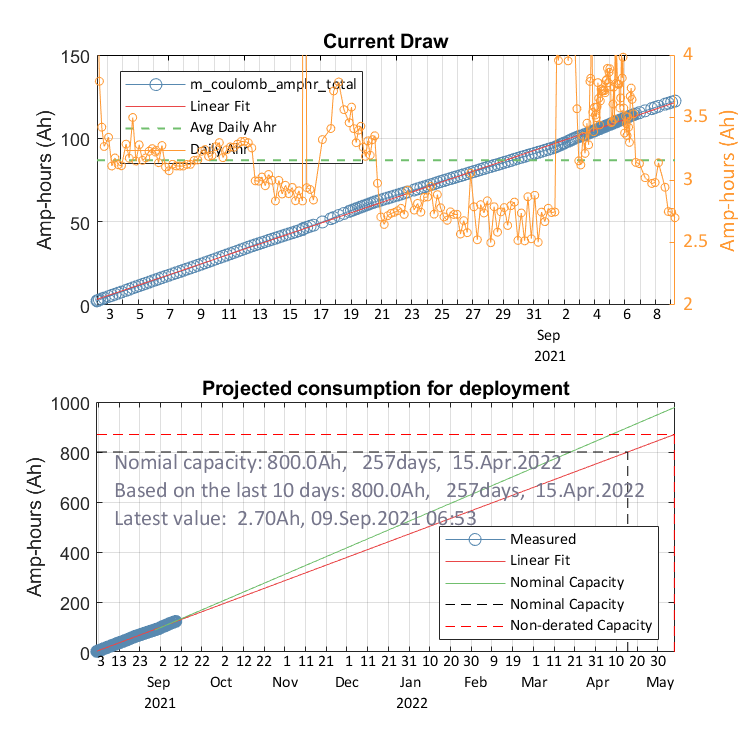 Current Draw
150
100
50
0
Amp-hours (Ah)
m_coulomb_amphr_total
Linear Fit
Avg Daily Ahr
Daily Ahr
4
3.5
3
2.5
2
Amp-hours (Ah)
3 5 7 9 11 13 15 17 19 21 23 25 27 29 31 2 4 6 8
Sep
2021
Projected consumption for deployment
1000
800
600
400
200
0
Amp-hours (Ah)
Nomial capacity: 800.0Ah, 257days, 15.Apr.2022
Based on the last 10 days: 800.0Ah, 257days, 15.Apr.2022
Latest value: 2.70Ah, 09.Sep.2021 06:53
Measured
Linear Fit
Nominal Capacity
Nominal Capacity
Non-derated Capacity
3 13 23 2 12 22 2 12 22 1 11 21 1 11 21 31 10 20 30 9 19 1 11 21 31 10 20 30
Sep Oct Nov Dec Jan Feb Mar Apr May
2021 2022